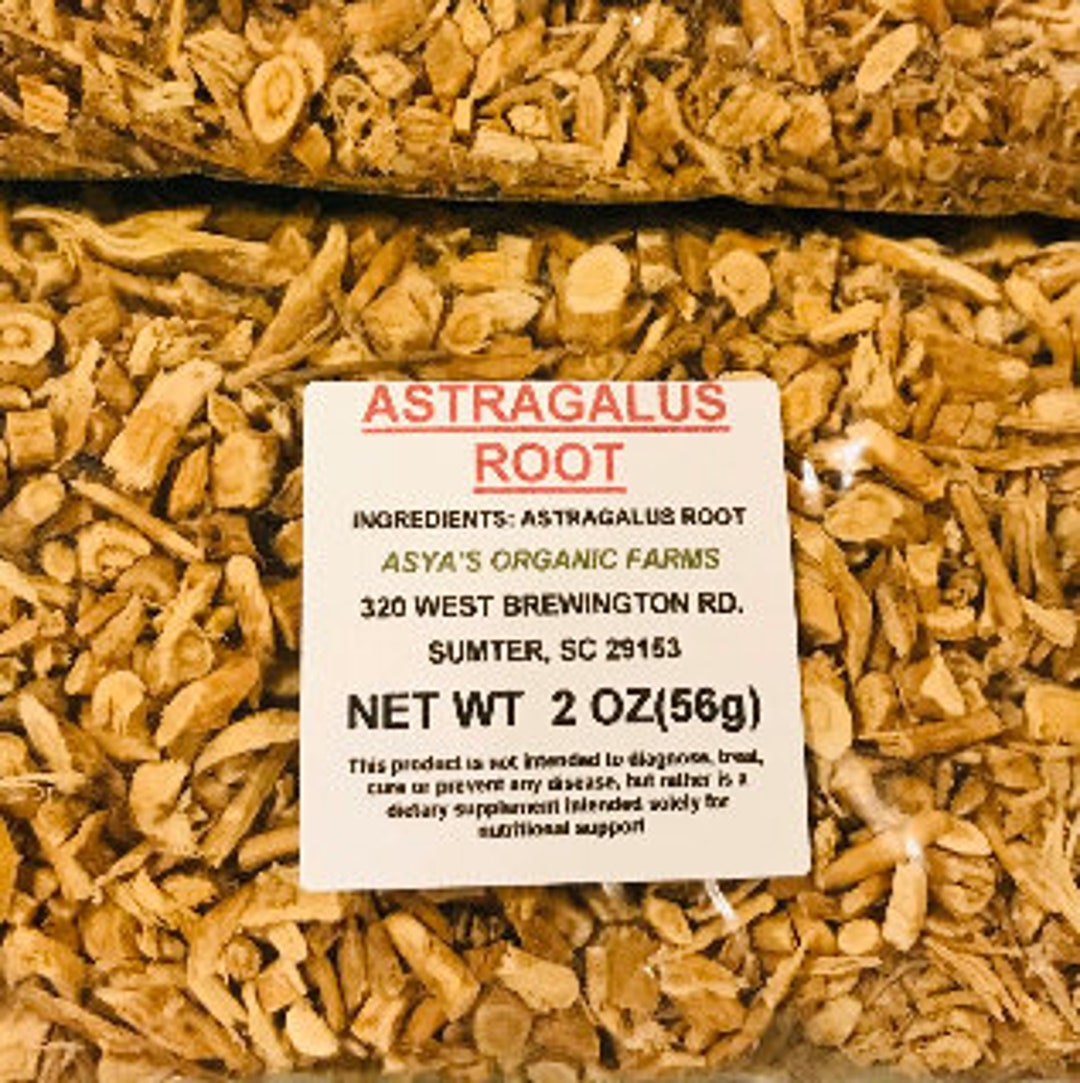 ASTRAGALUS
ROOT
INGREDIENTS: ASTRAGALUS ROOT
ASYA'S ORGANIC FARMS
320 WEST BREWINGTON RD.
SUMTER, SC 29153
NET WT 2 OZ(56g)
This product is not intended to diagnose, treat,
cure or prevent any disease, but rather is a
dietary supplement intended solely for
nutritional support